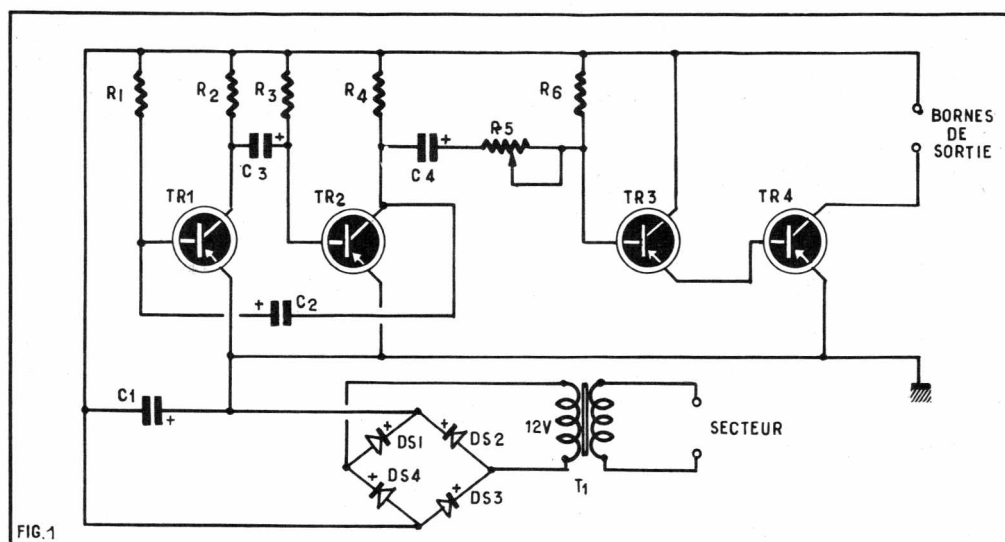 R1
R2
R3
R4
R6
+
C3
+
C4
R5
BORNES
DE
SORTIE
TR1
TR2
TR3
TR4
+
C2
C1
+
12V
T1
SECTEUR
+
DS1
+
DS2
+
DS4
+
DS3
FIG.1